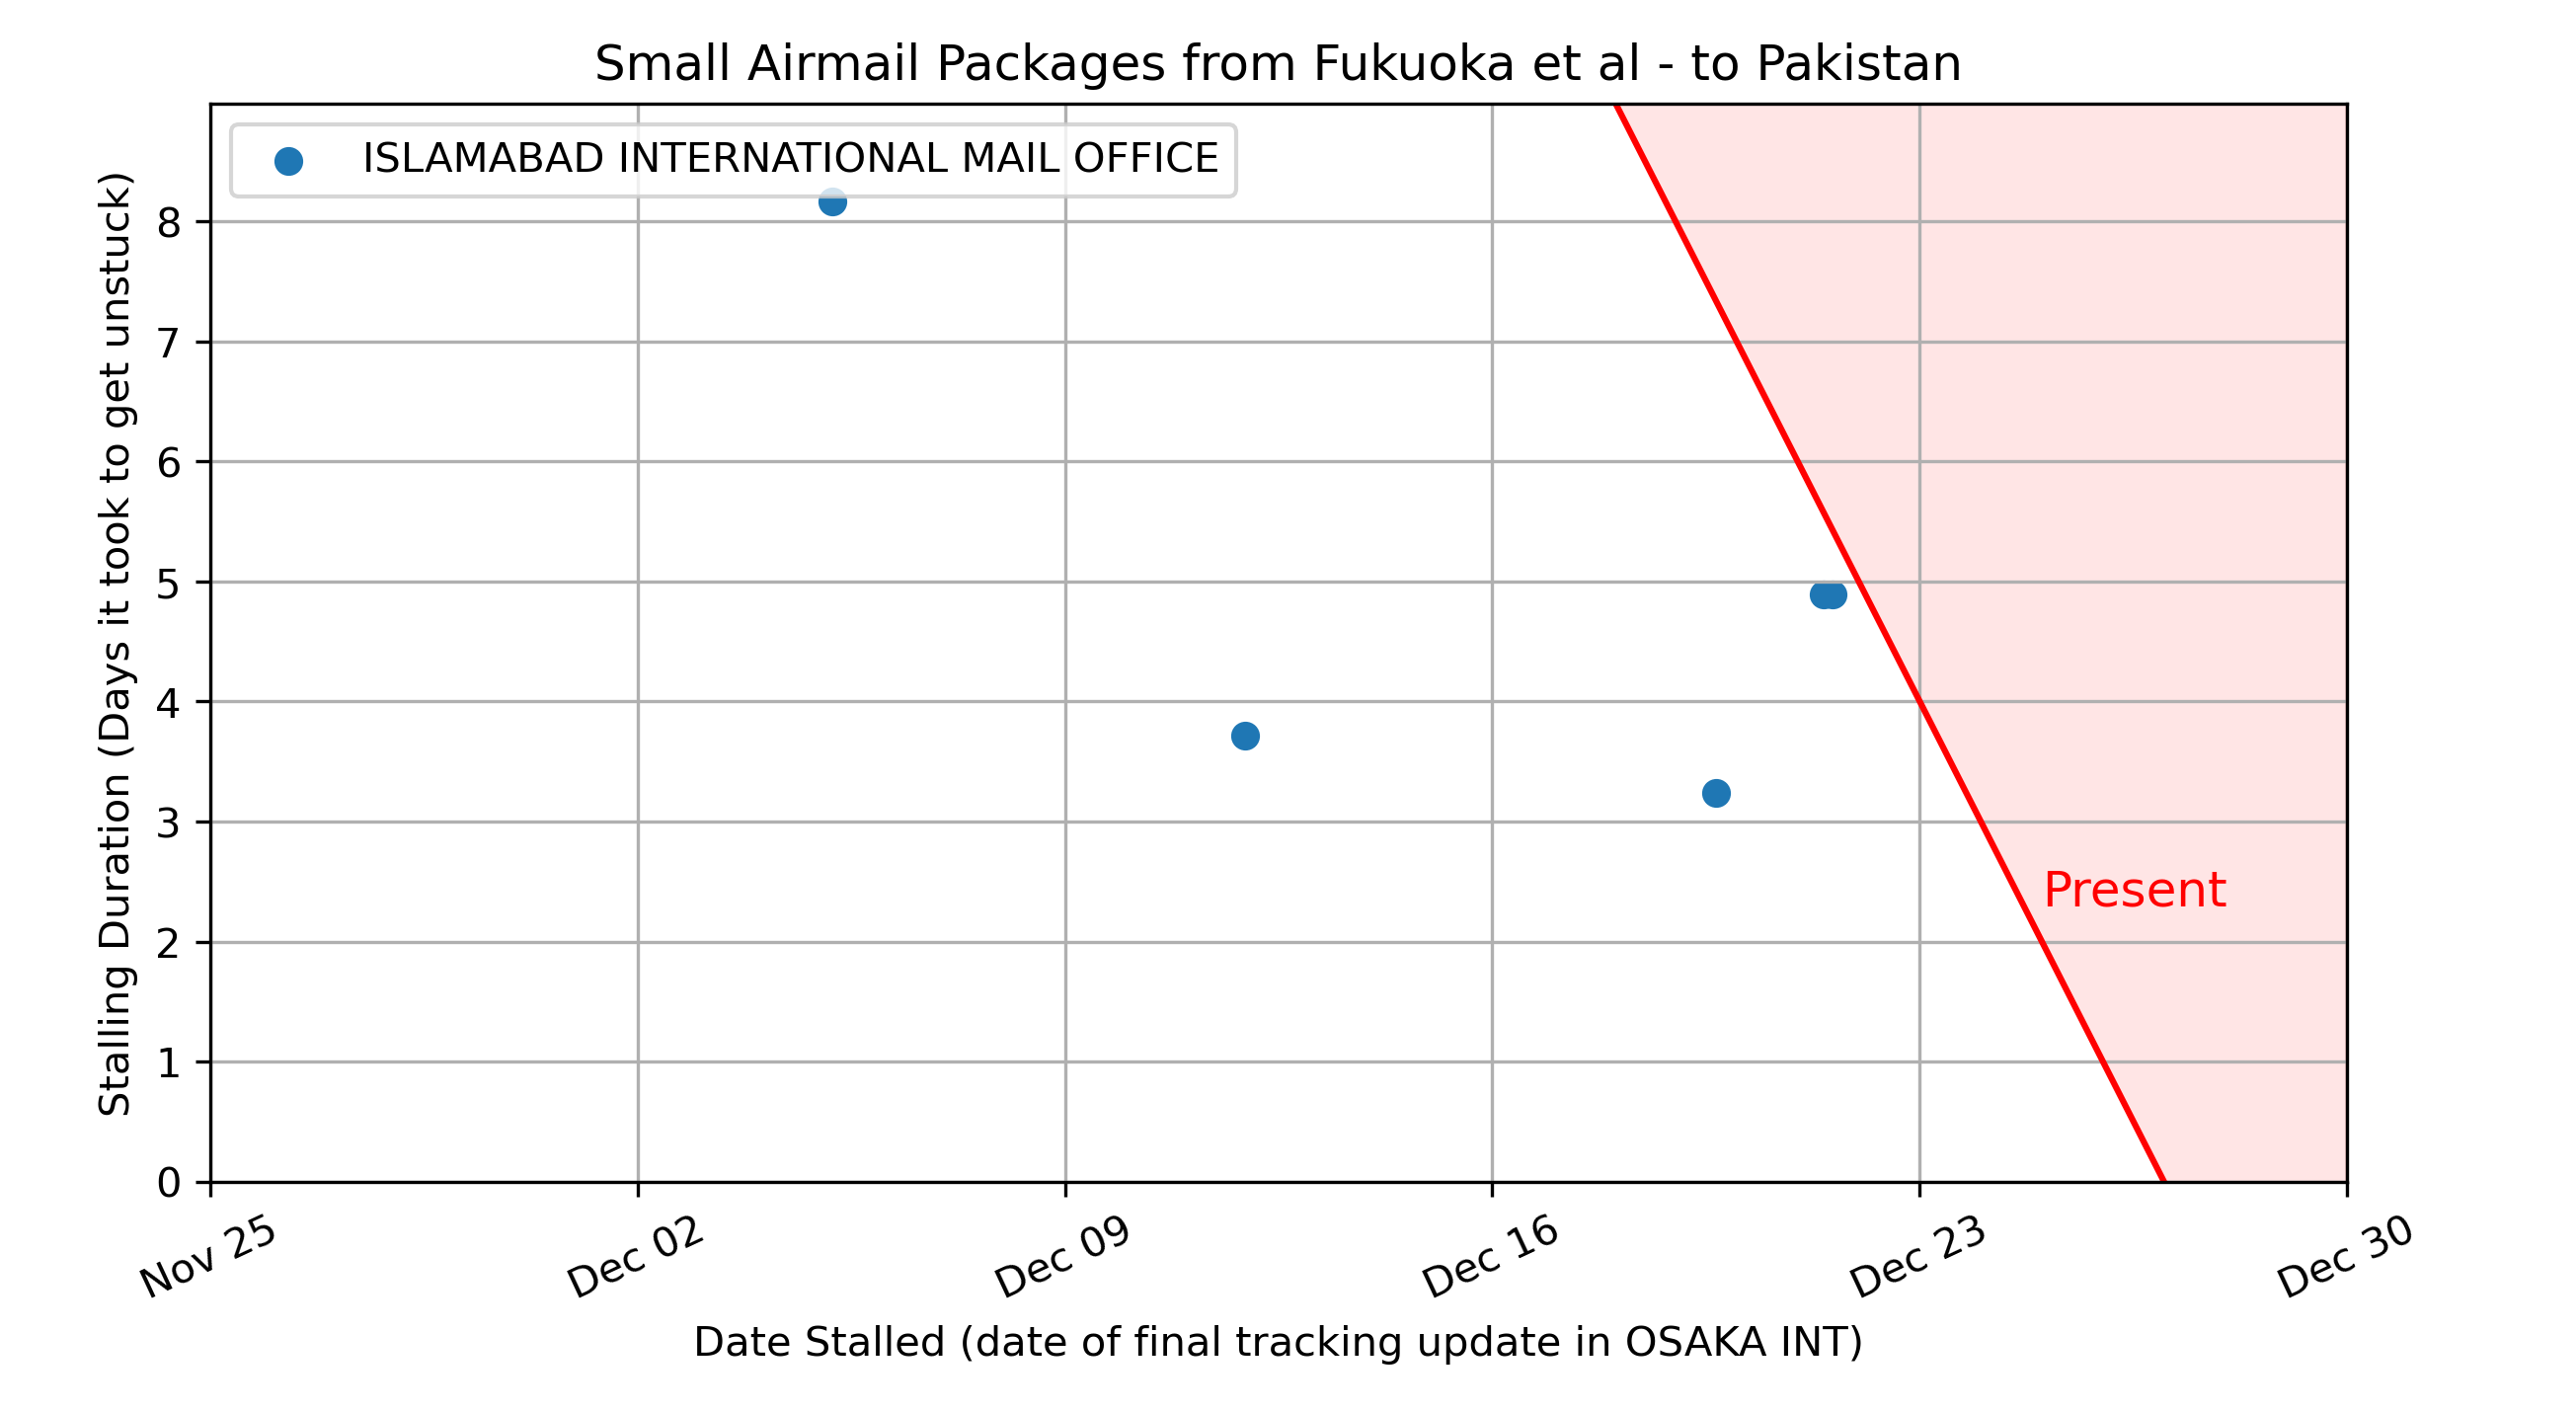 Small Airmail Packages from Fukuoka et al - to Pakistan
ISLAMABAD INTERNATIONAL MAIL OFFICE
Stalling Duration (Days it took to get unstuck)
8
7
6
5
4
3
2
1
0
Present
Nov 25
Dec 02
Dec 09
Dec 16
Dec 23
Dec 30
Date Stalled (date of final tracking update in OSAKA INT)